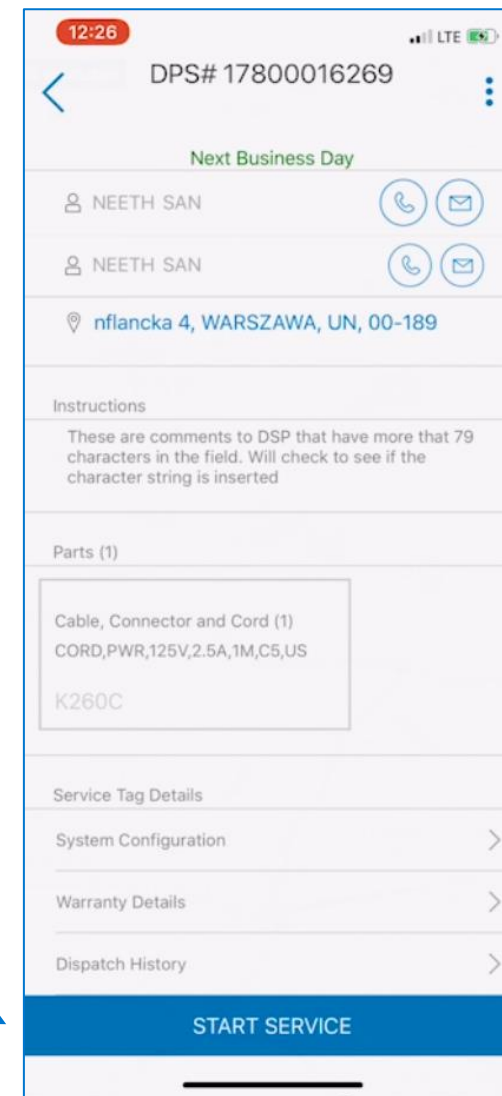 12:26
LTE
DPS# 17800016269
Next Business Day
NEETH SAN
NEETH SAN
nflancka 4, WARSZAWA, UN, 00-189
Instructions
These are comments to DSP that have more that 79
characters in the field. Will check to see if the
character string is inserted
Parts (1)
Cable, Connector and Cord (1)
CORD,PWR,125V,2.5A,1M,C5,US
K260C
Service Tag Details
System Configuration
Warranty Details
Dispatch History
START SERVICE